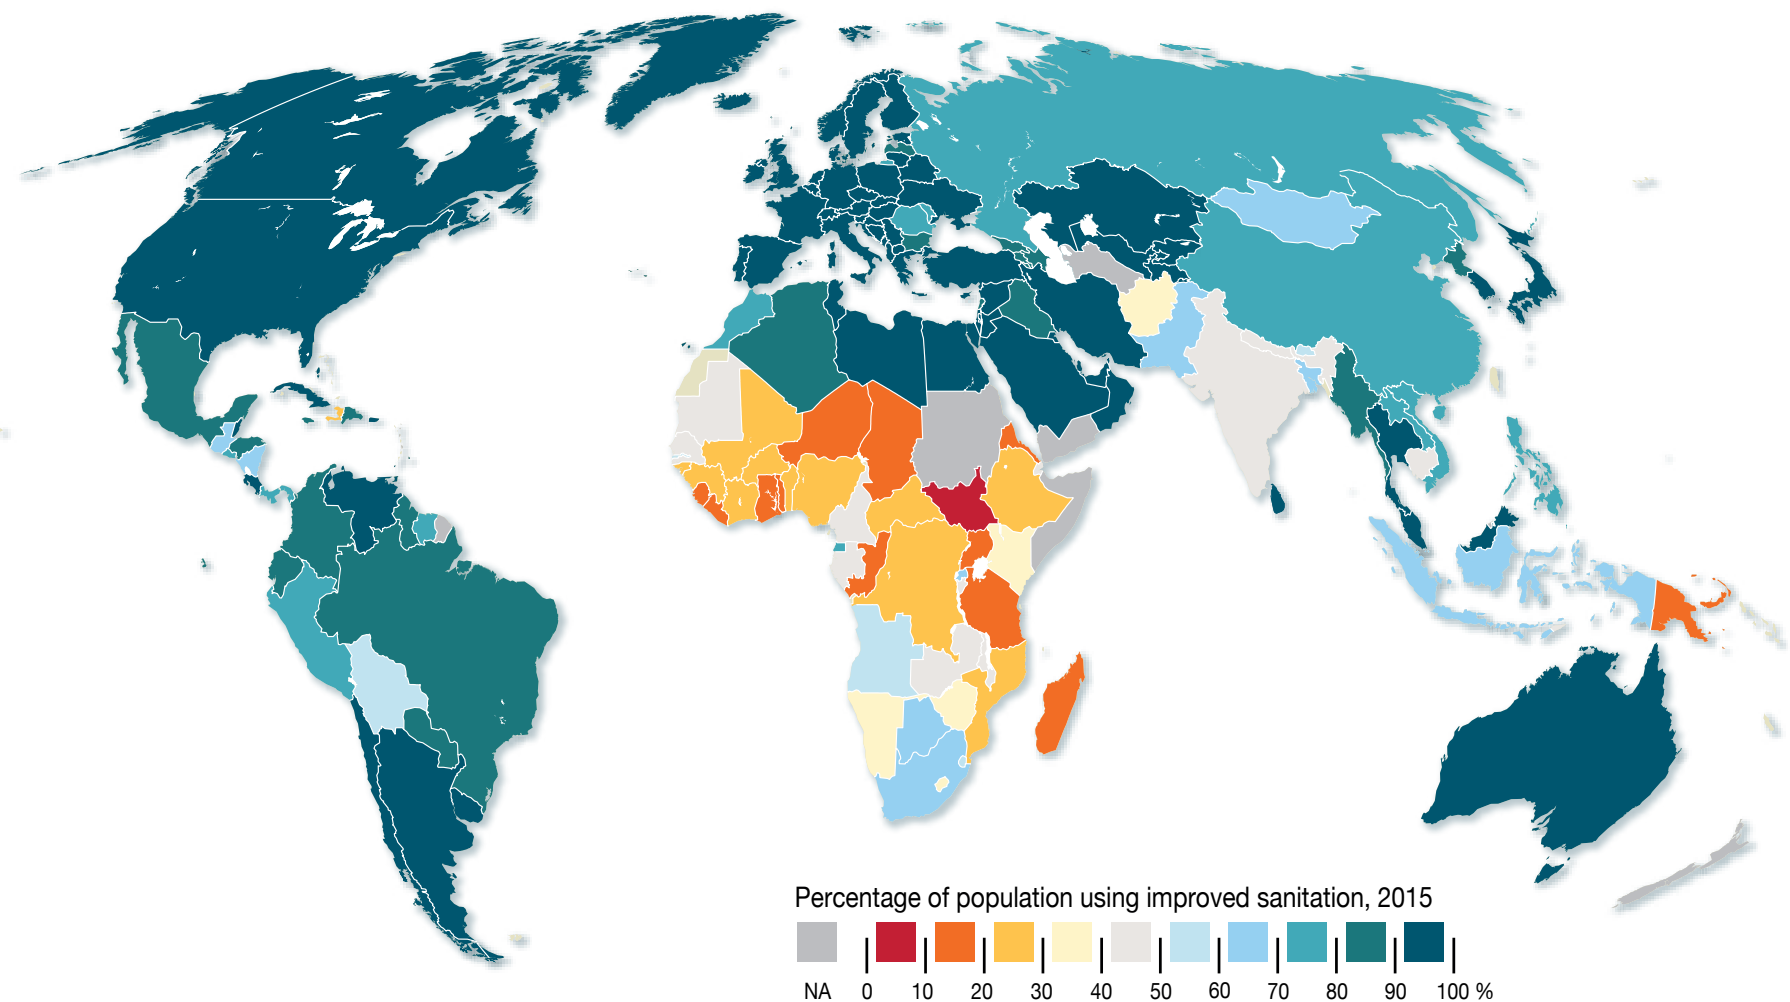 Percentage of population using improved sanitation, 2015
NA 0 10 20 30 40 50 60 70 80 90 100 %